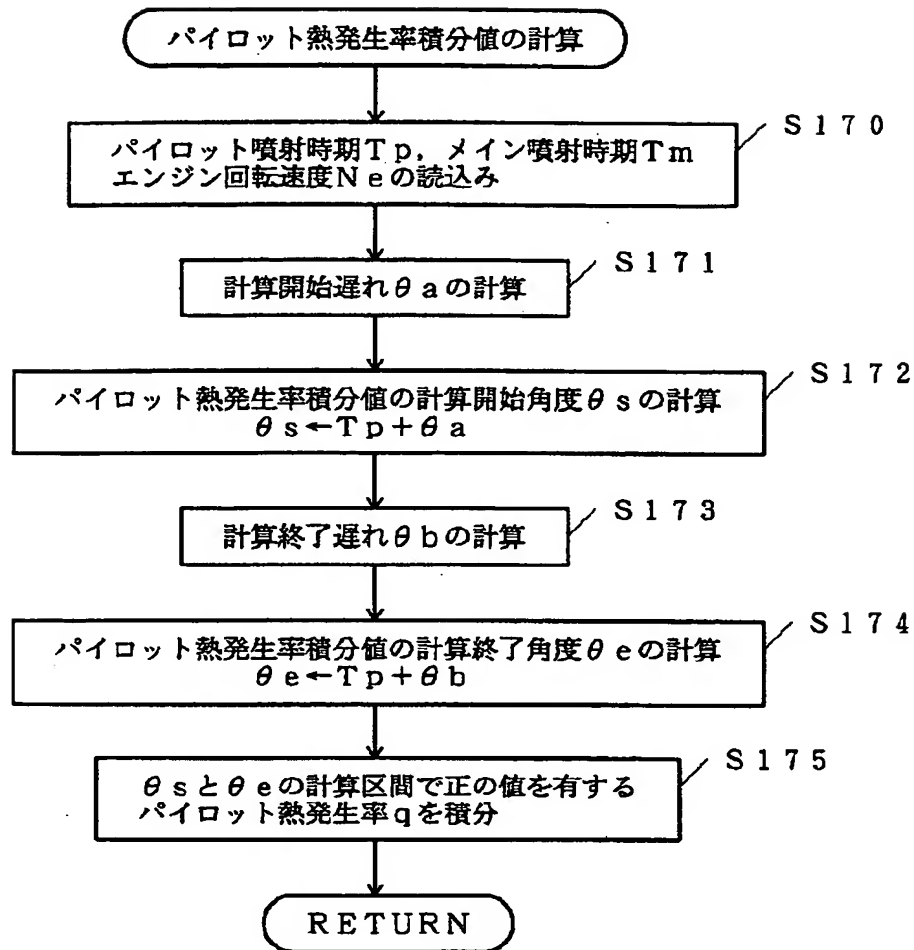 パイロット熱発生率積分値の計算
S170
パイロット噴射時期Tp，メイン噴射時期Tm
エンジン回転速度Neの読込み
S171
計算開始遅れθaの計算
S172
パイロット熱発生率積分値の計算開始角度θsの計算
θs←Tp+θa
S173
計算終了遅れθbの計算
S174
パイロット熱発生率積分値の計算終了角度θeの計算
θe←Tp+θb
S175
θsとθeの計算区間で正の値を有する
パイロット熱発生率qを積分
RETURN